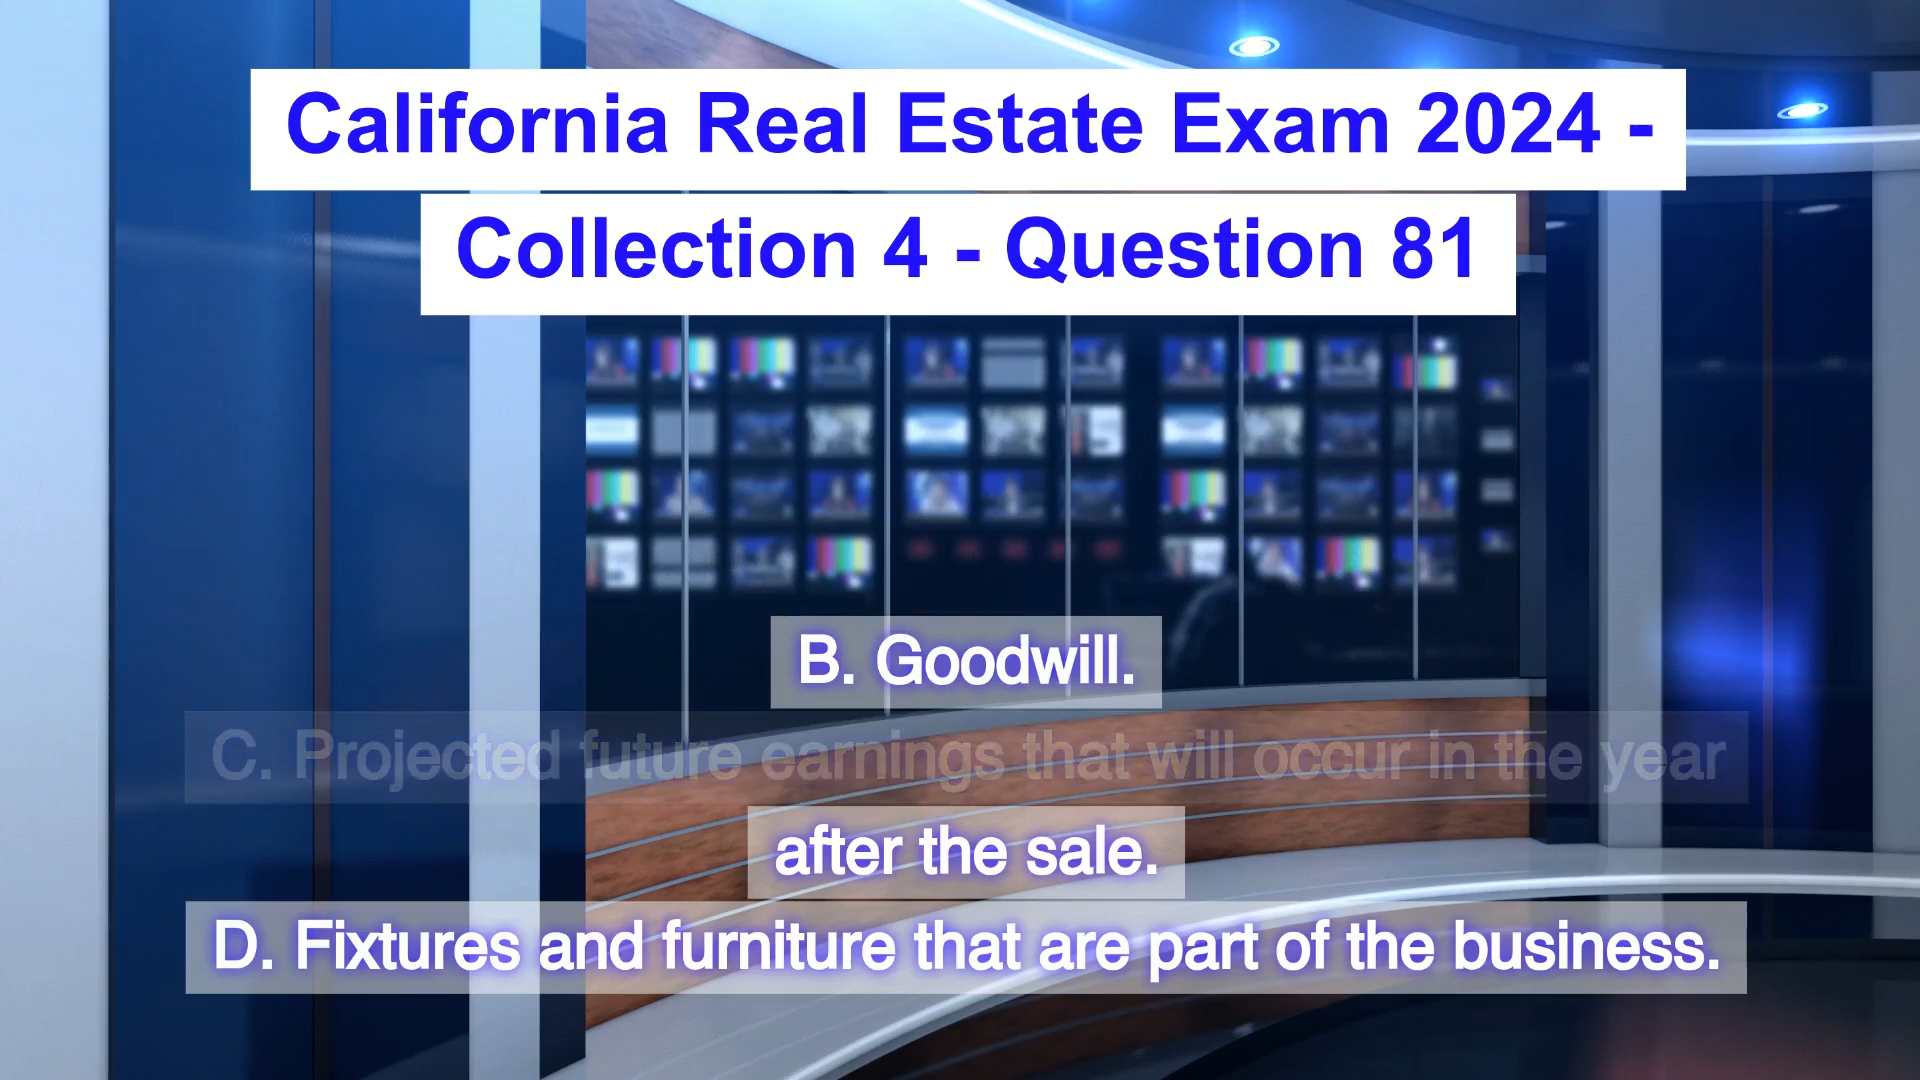 California Real Estate Exam 2024 -
Collection 4 - Question 81
B. Goodwill.
C. Projected future earnings that will occur in the year
after the sale.
D. Fixtures and furniture that are part of the business.